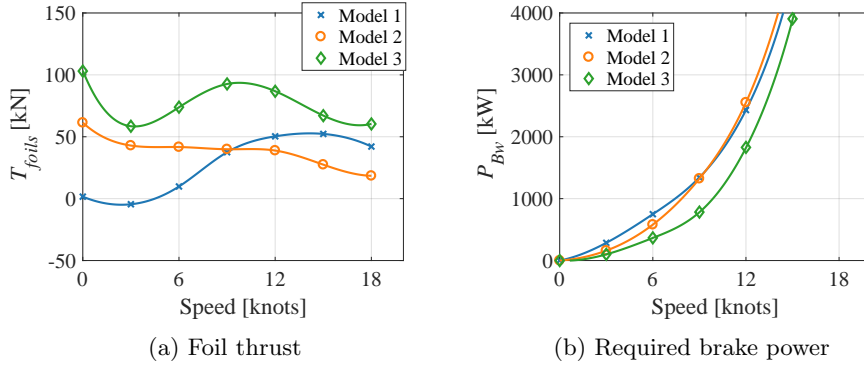 150
100
50
0
-50
T_foils [kN]
Model 1
Model 2
Model 3
0 6 12 18
Speed [knots]
(a) Foil thrust
4000
3000
2000
1000
0
P_Bw [kW]
Model 1
Model 2
Model 3
0 6 12 18
Speed [knots]
(b) Required brake power